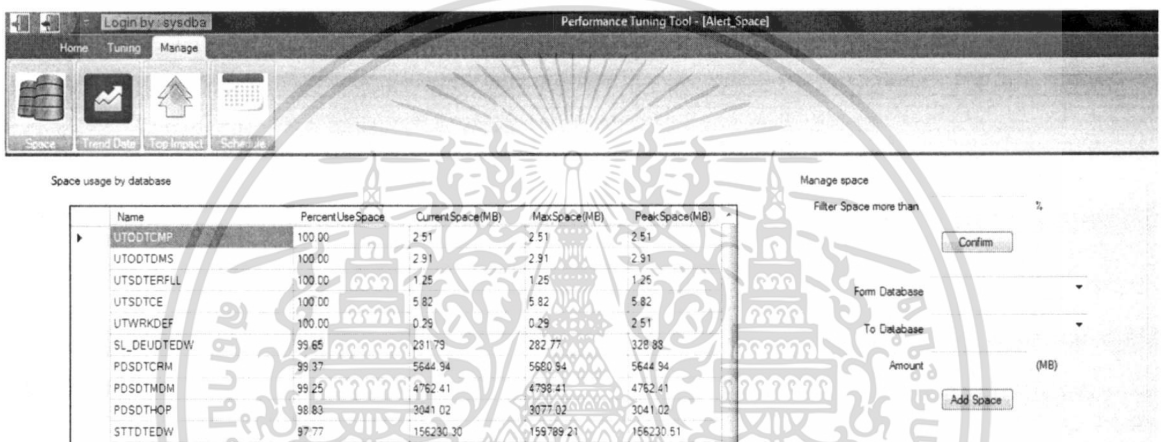 Login by : sysdba
Performance Tuning Tool - [Alert_Space]
Home Tuning Manage
Space Trend Date Top Impact Schedule
Space usage by database
Name PercentUseSpace CurrentSpace(MB) MaxSpace(MB) PeakSpace(MB)
UTODTCMP 100.00 2.51 2.51 2.51
UTODTDMS 100.00 2.91 2.91 2.91
UTSDTERFLL 100.00 1.25 1.25 1.25
UTSDTCE 100.00 5.82 5.82 5.82
UTWRKDEF 100.00 0.29 0.29 2.51
SL_DEUDTEDW 99.65 231.79 282.77 328.83
PDSDTCRM 99.37 5644.94 5680.94 5644.94
PDSDTMDM 99.25 4762.41 4798.41 4762.41
PDSDTHOP 98.83 3041.02 3077.02 3041.02
STTDTEDW 97.77 156230.30 159789.21 156230.51
Manage space
Filter Space more than %
Confirm
Form Database
To Database
Amount (MB)
Add Space